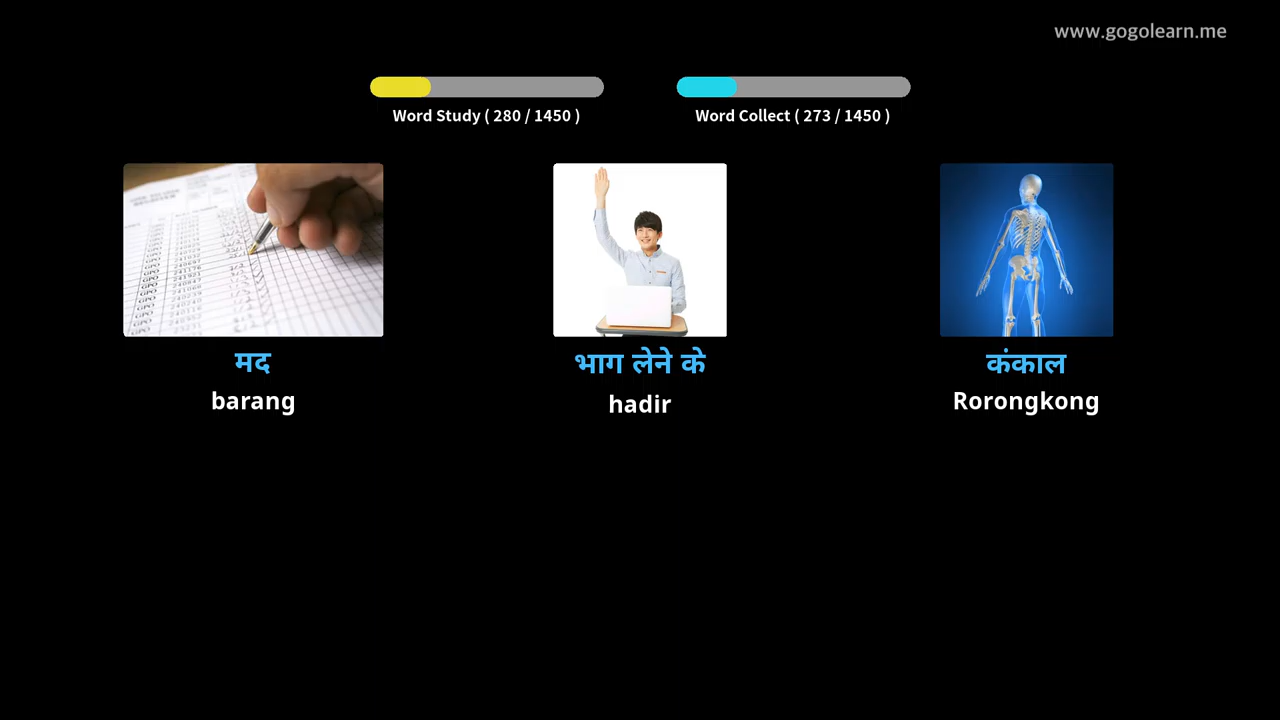 www.gogolearn.me
Word Study ( 280 / 1450 )
Word Collect ( 273 / 1450 )
मद
भाग लेने के
कंकाल
barang
hadir
Rorongkong